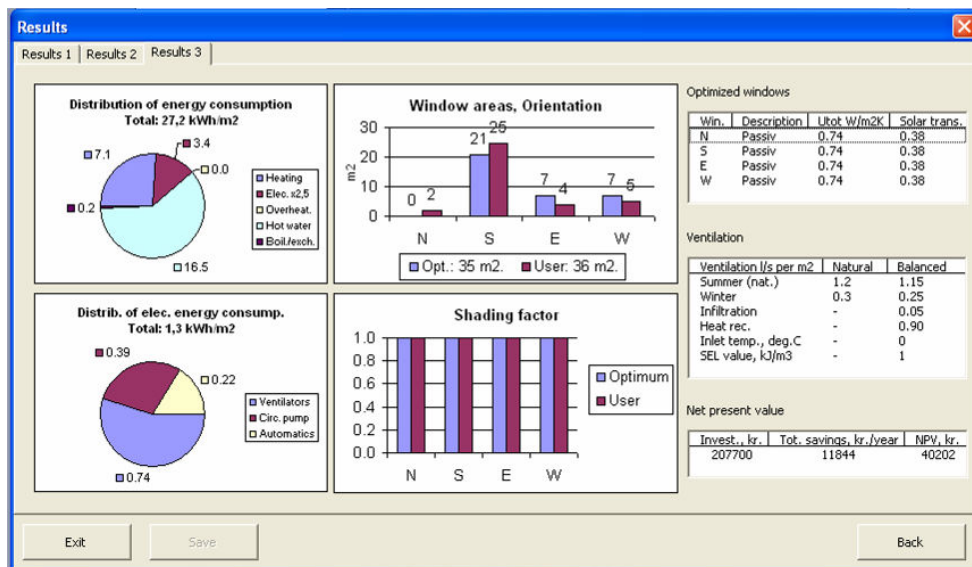 Results
Results 1 Results 2 Results 3
Distribution of energy consumption
Total: 27,2 kWh/m2
7.1
3.4
0.0
0.2
16.5
Heating
Elec. x2,5
Overheat.
Hot water
Boil./exch.
Window areas, Orientation
m2
30
20
10
0
0 2
21 25
7 4
7 5
N S E W
Opt.: 35 m2. User: 36 m2.
Optimized windows
Win. Description Utot W/m2K Solar trans.
N Passiv 0.74 0.38
S Passiv 0.74 0.38
E Passiv 0.74 0.38
W Passiv 0.74 0.38
Ventilation
Ventilation l/s per m2 Natural Balanced
Summer (nat.) 1.2 1.15
Winter 0.3 0.25
Infiltration - 0.05
Heat rec. - 0.90
Inlet temp., deg.C - 0
SEL value, kJ/m3 - 1
Distrib. of elec. energy consump.
Total: 1,3 kWh/m2
0.39
0.22
0.74
Ventilators
Circ. pump
Automatics
Shading factor
1.0
0.8
0.6
0.4
0.2
0.0
N S E W
Optimum
User
Net present value
Invest., kr. Tot. savings, kr./year NPV, kr.
207700 11844 40202
Exit Save Back